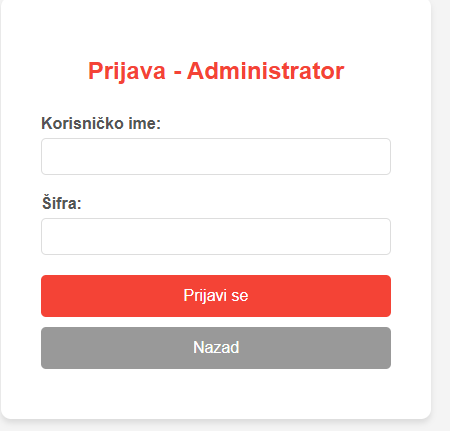 Prijava - Administrator
Korisničko ime:
Šifra:
Prijavi se
Nazad